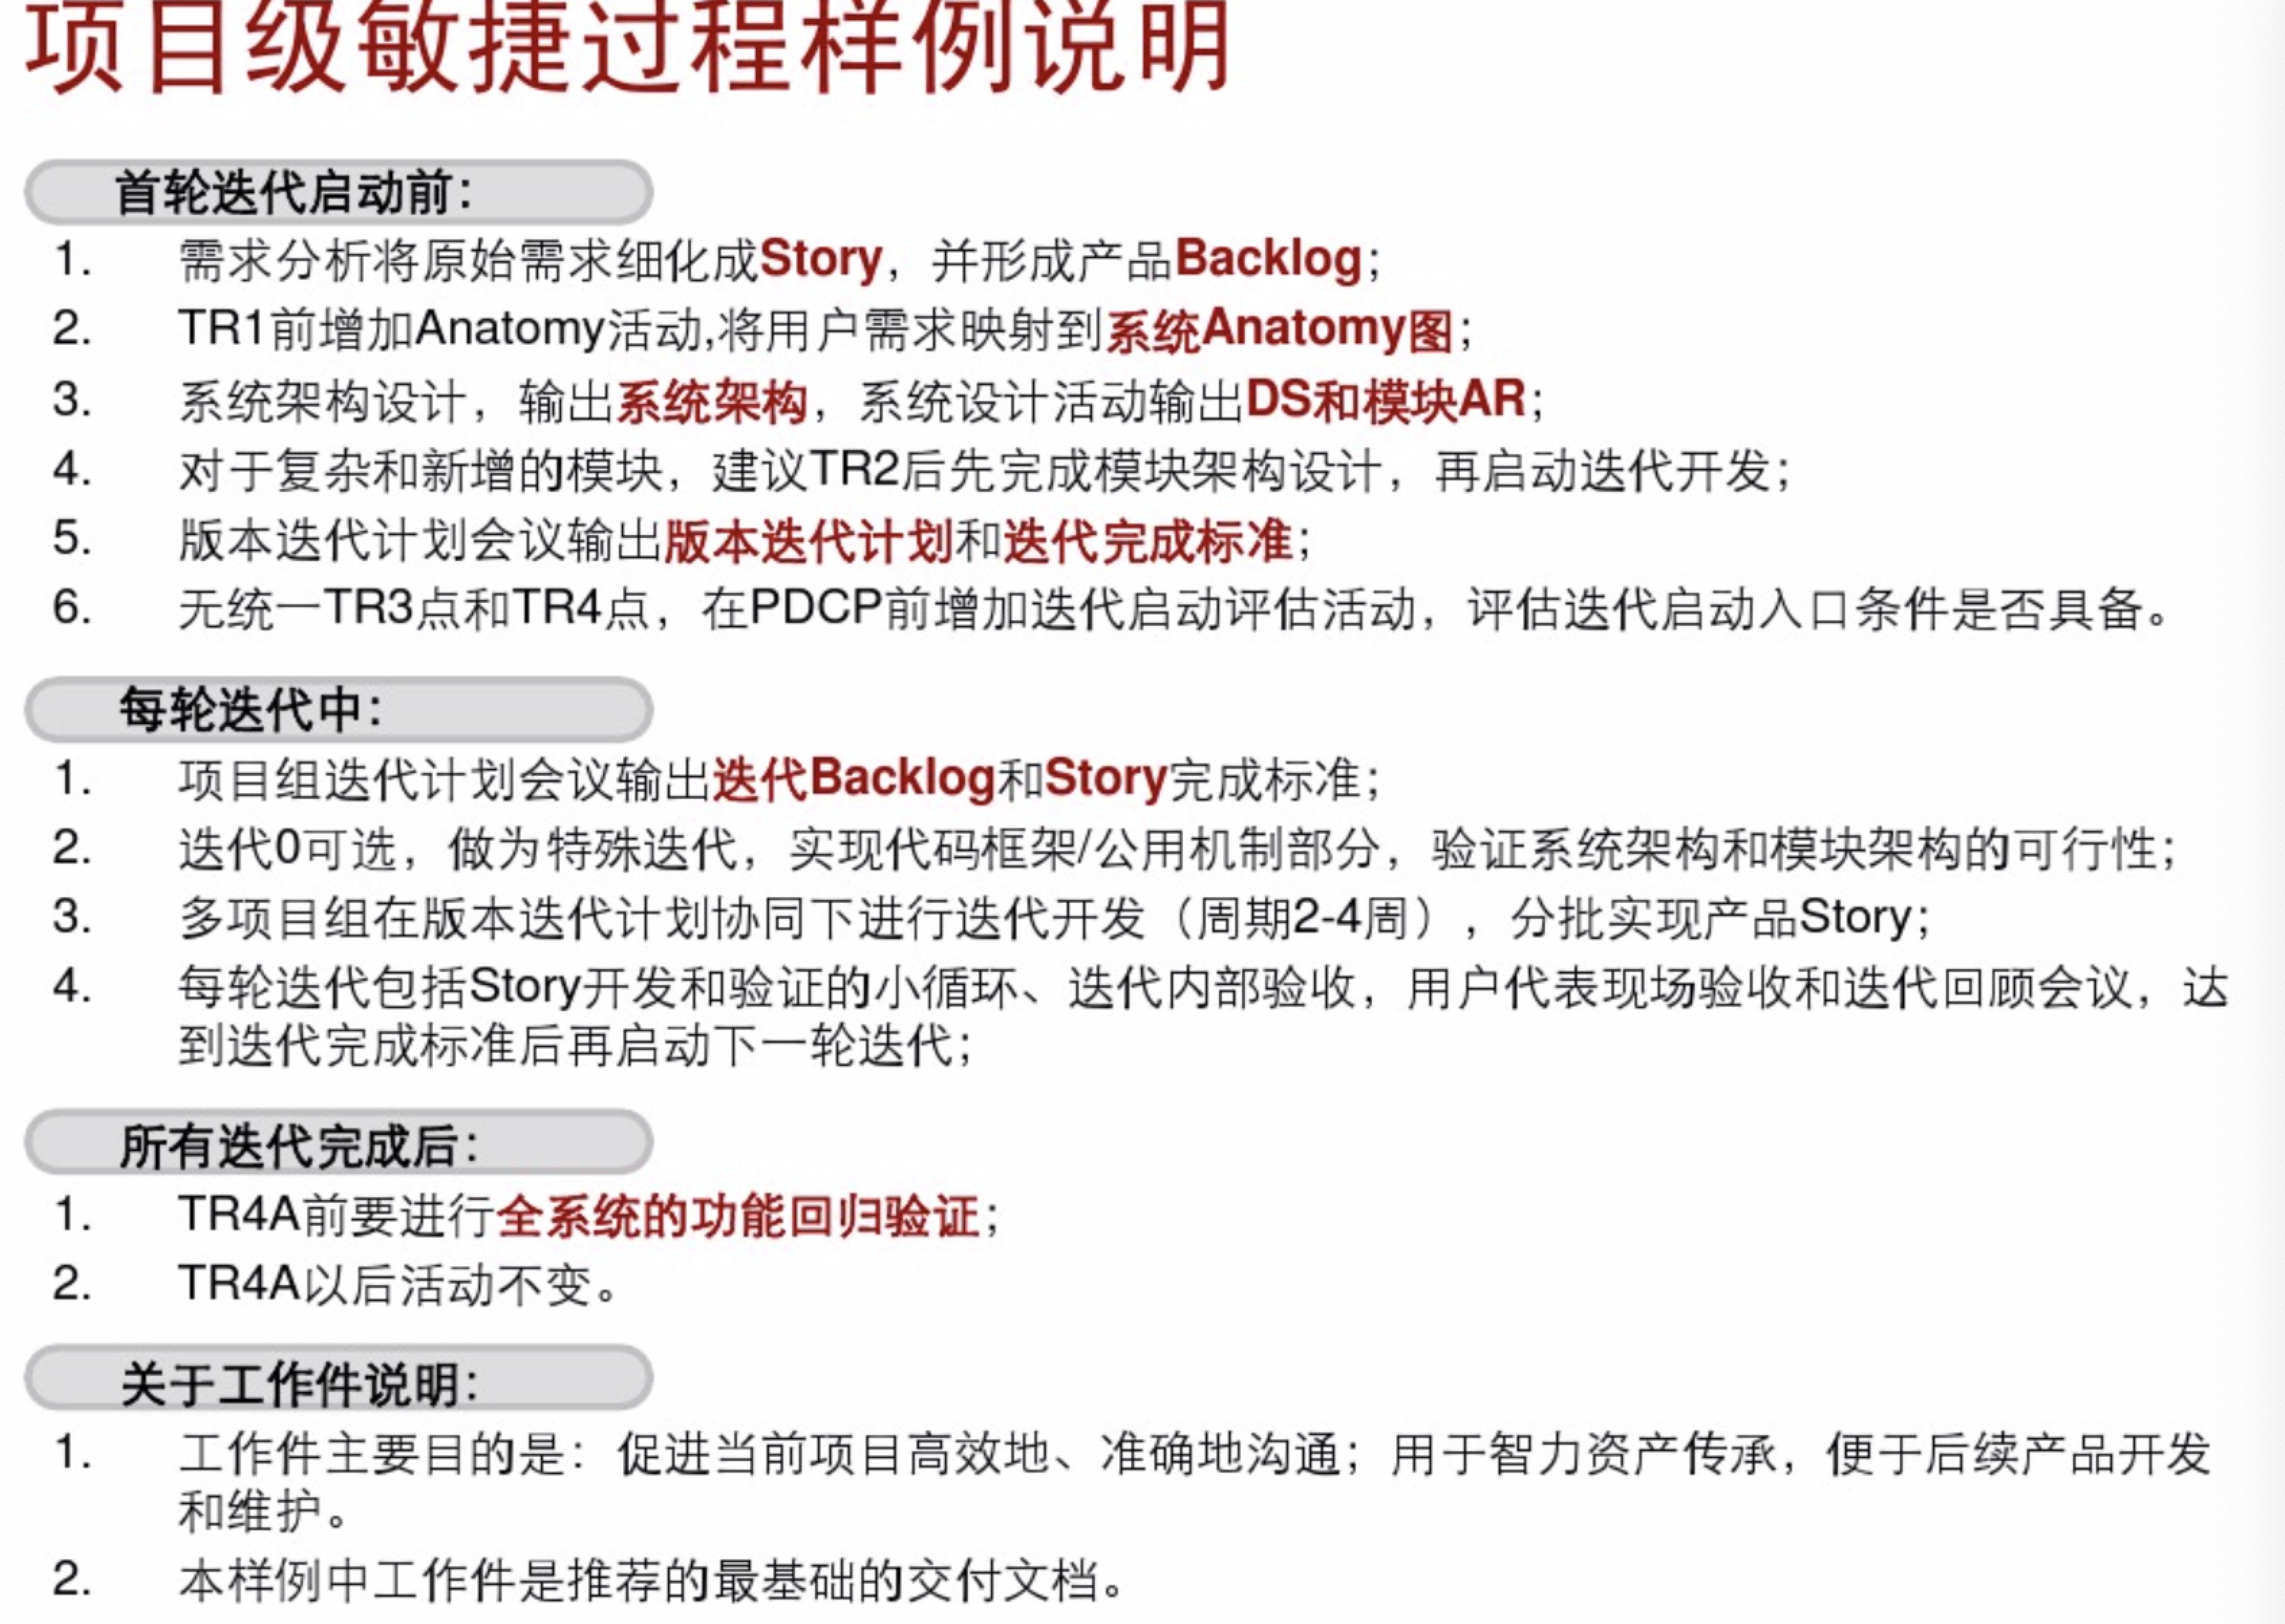 项目级敏捷过程样例说明
首轮迭代启动前：
1. 需求分析将原始需求细化成Story，并形成产品Backlog；
2. TR1前增加Anatomy活动,将用户需求映射到系统Anatomy图；
3. 系统架构设计，输出系统架构，系统设计活动输出DS和模块AR；
4. 对于复杂和新增的模块，建议TR2后先完成模块架构设计，再启动迭代开发；
5. 版本迭代计划会议输出版本迭代计划和迭代完成标准；
6. 无统一TR3点和TR4点，在PDCP前增加迭代启动评估活动，评估迭代启动入口条件是否具备。
每轮迭代中：
1. 项目组迭代计划会议输出迭代Backlog和Story完成标准；
2. 迭代0可选，做为特殊迭代，实现代码框架/公用机制部分，验证系统架构和模块架构的可行性；
3. 多项目组在版本迭代计划协同下进行迭代开发（周期2-4周），分批实现产品Story；
4. 每轮迭代包括Story开发和验证的小循环、迭代内部验收，用户代表现场验收和迭代回顾会议，达
到迭代完成标准后再启动下一轮迭代；
所有迭代完成后：
1. TR4A前要进行全系统的功能回归验证；
2. TR4A以后活动不变。
关于工作件说明：
1. 工作件主要目的是：促进当前项目高效地、准确地沟通；用于智力资产传承，便于后续产品开发
和维护。
2. 本样例中工作件是推荐的最基础的交付文档。